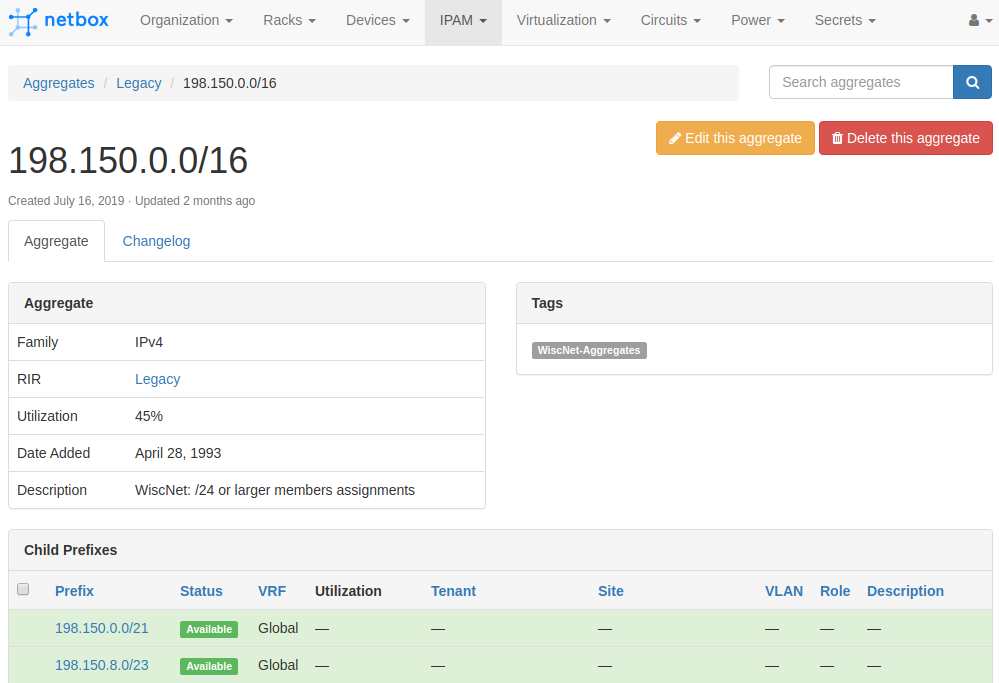 netbox Organization Racks Devices IPAM Virtualization Circuits Power Secrets
Aggregates / Legacy / 198.150.0.0/16 Search aggregates
Edit this aggregate Delete this aggregate
198.150.0.0/16
Created July 16, 2019 · Updated 2 months ago
Aggregate Changelog
Aggregate Tags
Family IPv4 WiscNet-Aggregates
RIR Legacy
Utilization 45%
Date Added April 28, 1993
Description WiscNet: /24 or larger members assignments
Child Prefixes
Prefix Status VRF Utilization Tenant Site VLAN Role Description
198.150.0.0/21 Available Global — — — — — —
198.150.8.0/23 Available Global — — — — — —